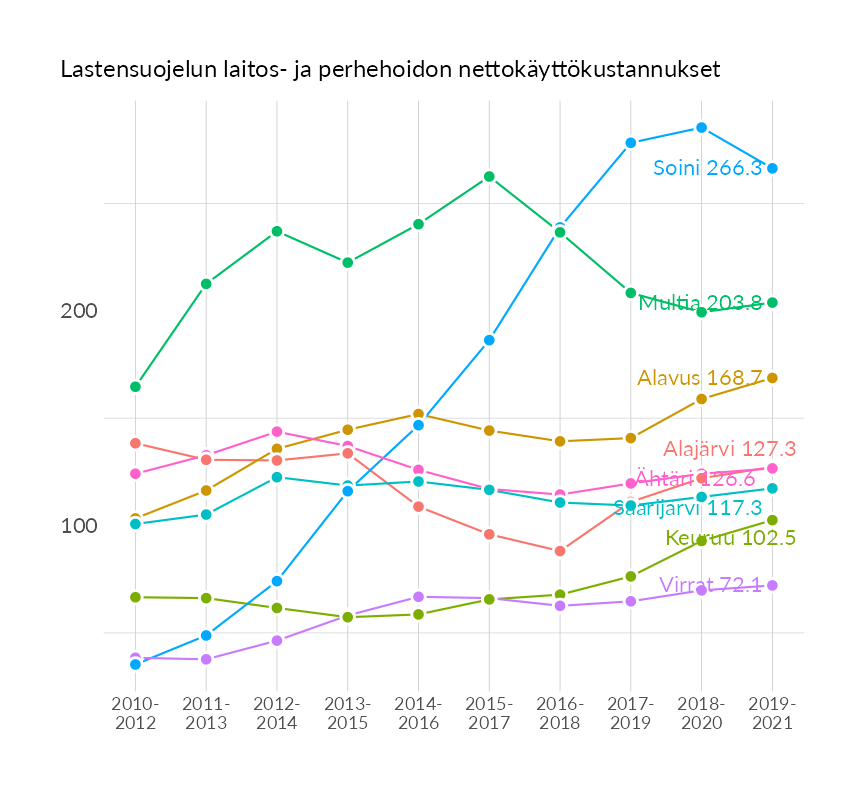 Lastensuojelun laitos- ja perhehoidon nettokäyttökustannukset
Soini 266.3
Multia 203.8
200
Alavus 168.7
Alajärvi 127.3
Ähtäri 126.6
Saarijärvi 117.3
100
Keuruu 102.5
Virrat 72.1
2010-
2012
2011-
2013
2012-
2014
2013-
2015
2014-
2016
2015-
2017
2016-
2018
2017-
2019
2018-
2020
2019-
2021